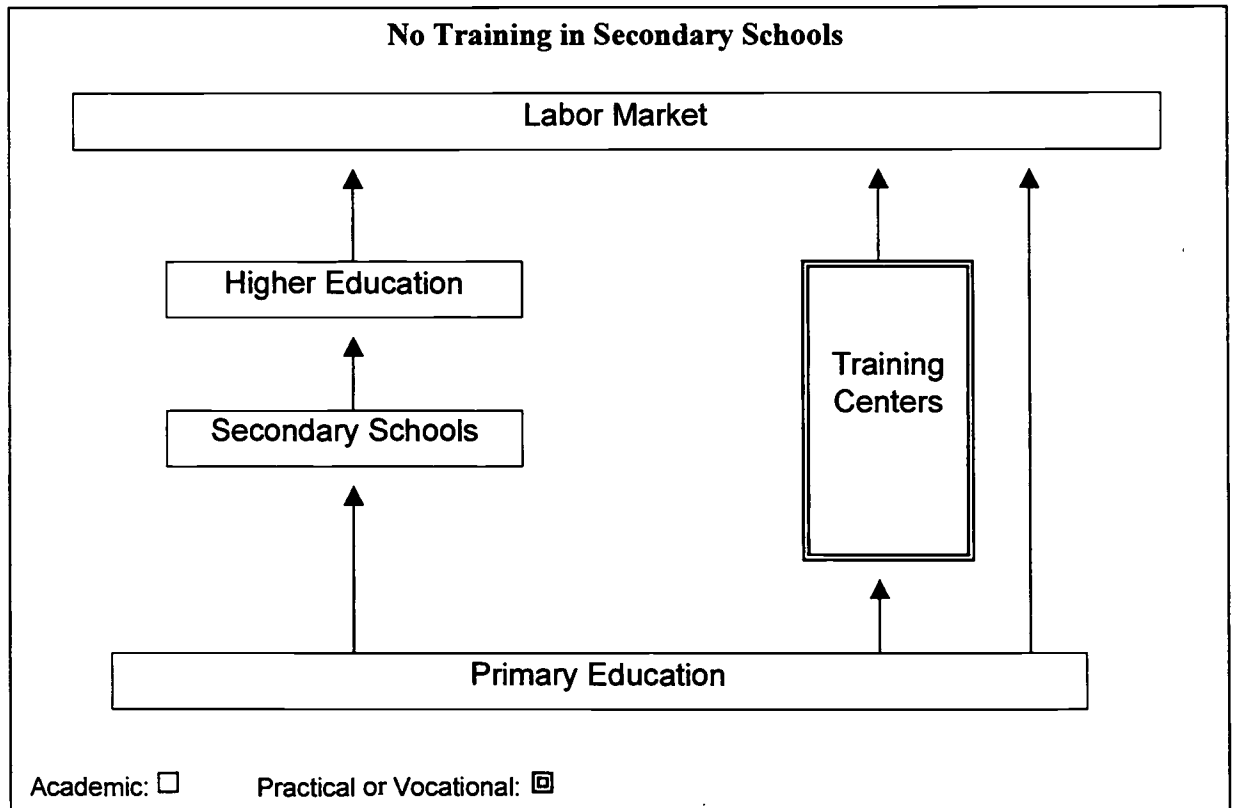 No Training in Secondary Schools
Labor Market
Higher Education
Training
Centers
Secondary Schools
Primary Education
Academic: Practical or Vocational: